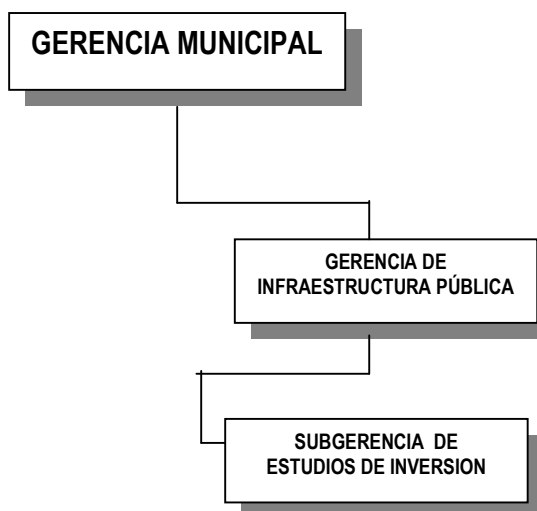 GERENCIA MUNICIPAL
GERENCIA DE
INFRAESTRUCTURA PÚBLICA
SUBGERENCIA DE
ESTUDIOS DE INVERSION